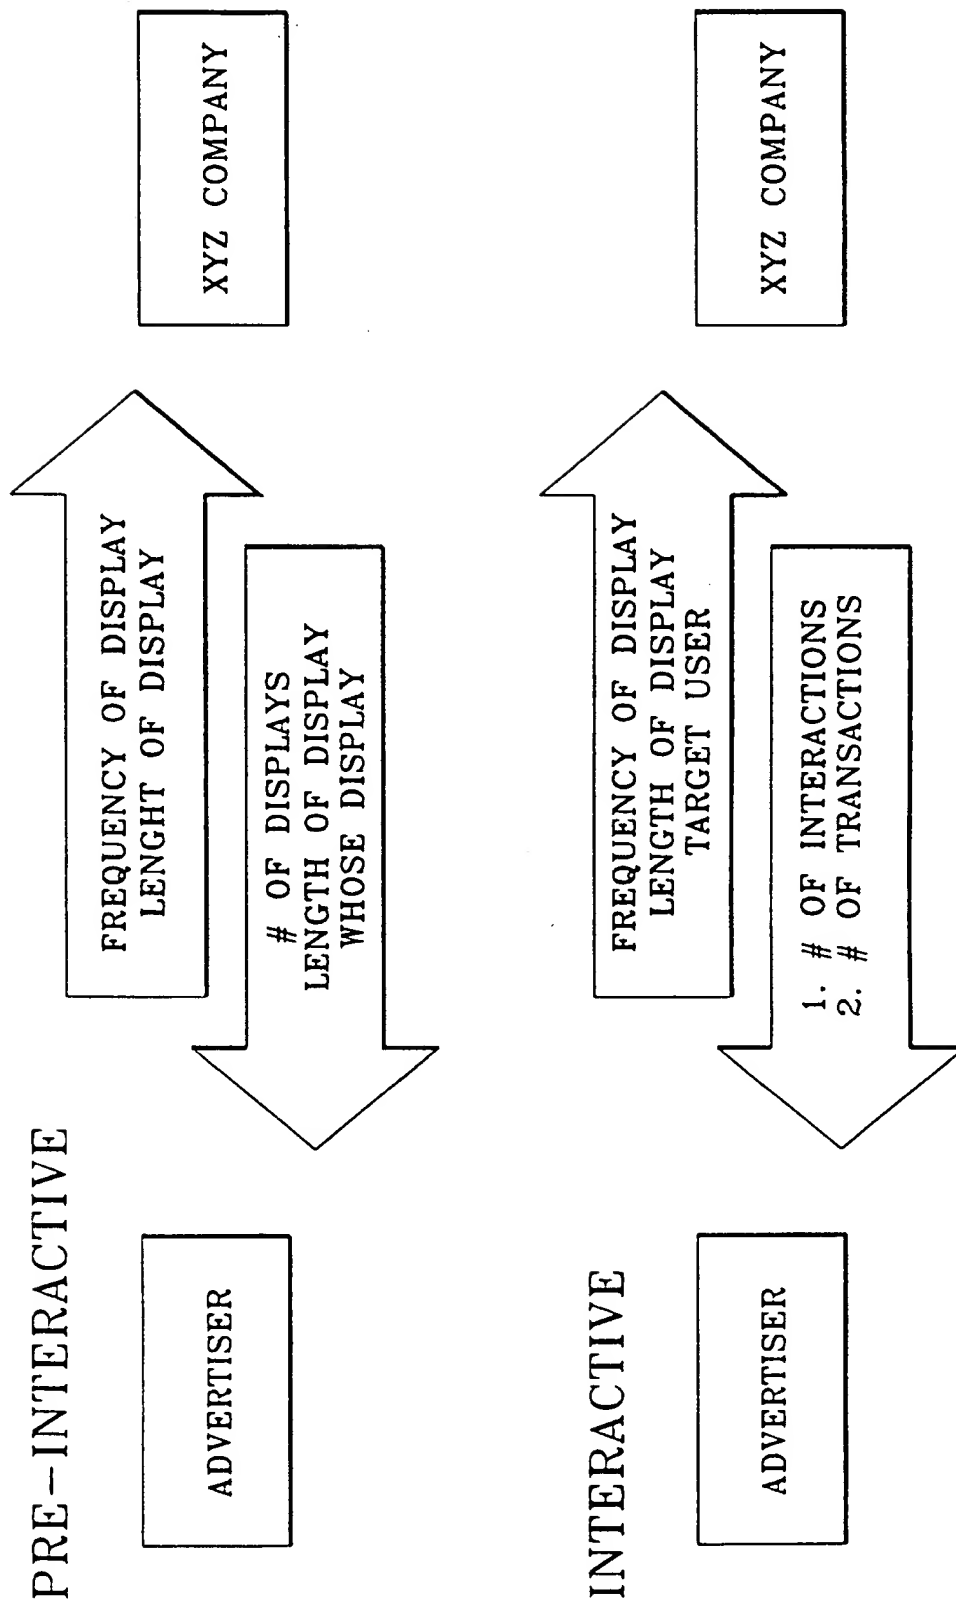 PRE-INTERACTIVE
ADVERTISER
FREQUENCY OF DISPLAY
LENGHT OF DISPLAY
# OF DISPLAYS
LENGTH OF DISPLAY
WHOSE DISPLAY
XYZ COMPANY
INTERACTIVE
ADVERTISER
FREQUENCY OF DISPLAY
LENGTH OF DISPLAY
TARGET USER
1. # OF INTERACTIONS
2. # OF TRANSACTIONS
XYZ COMPANY